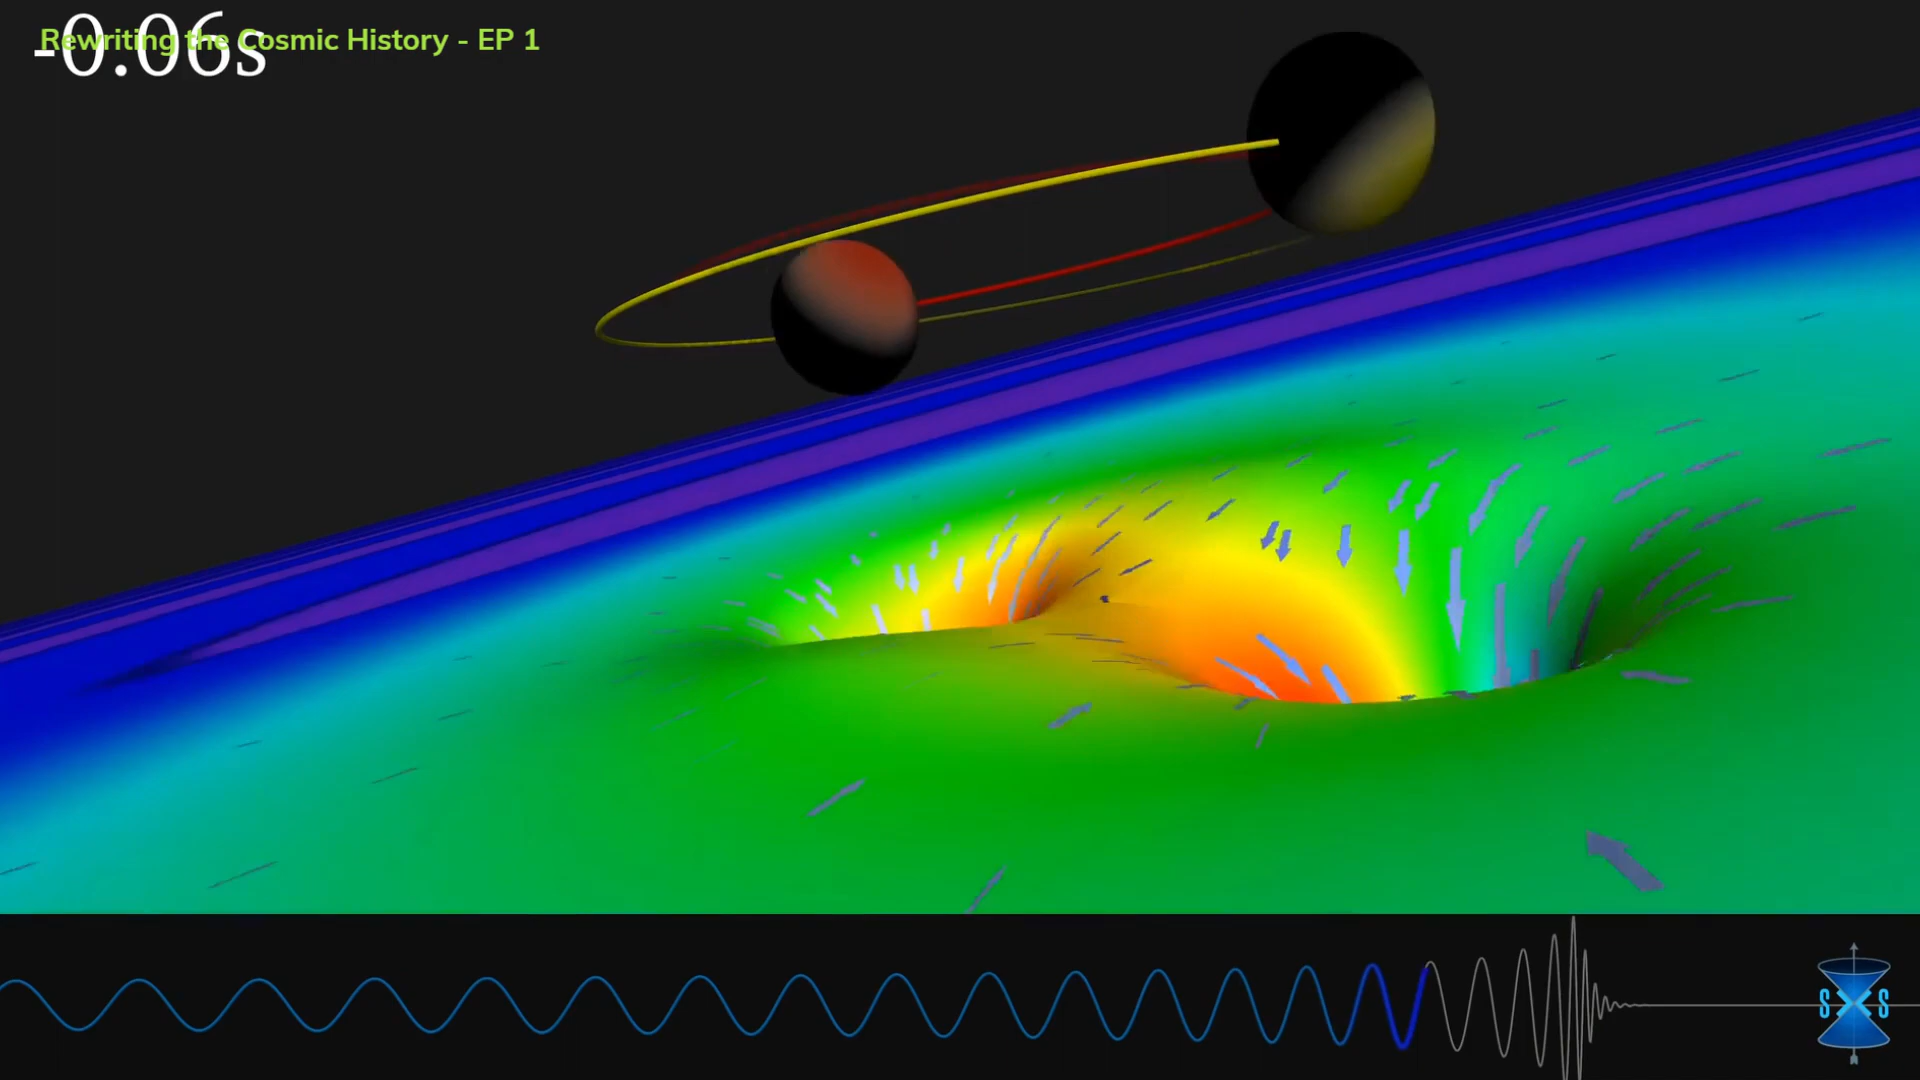 Rewriting the Cosmic History - EP 1
-0.06s
SXS